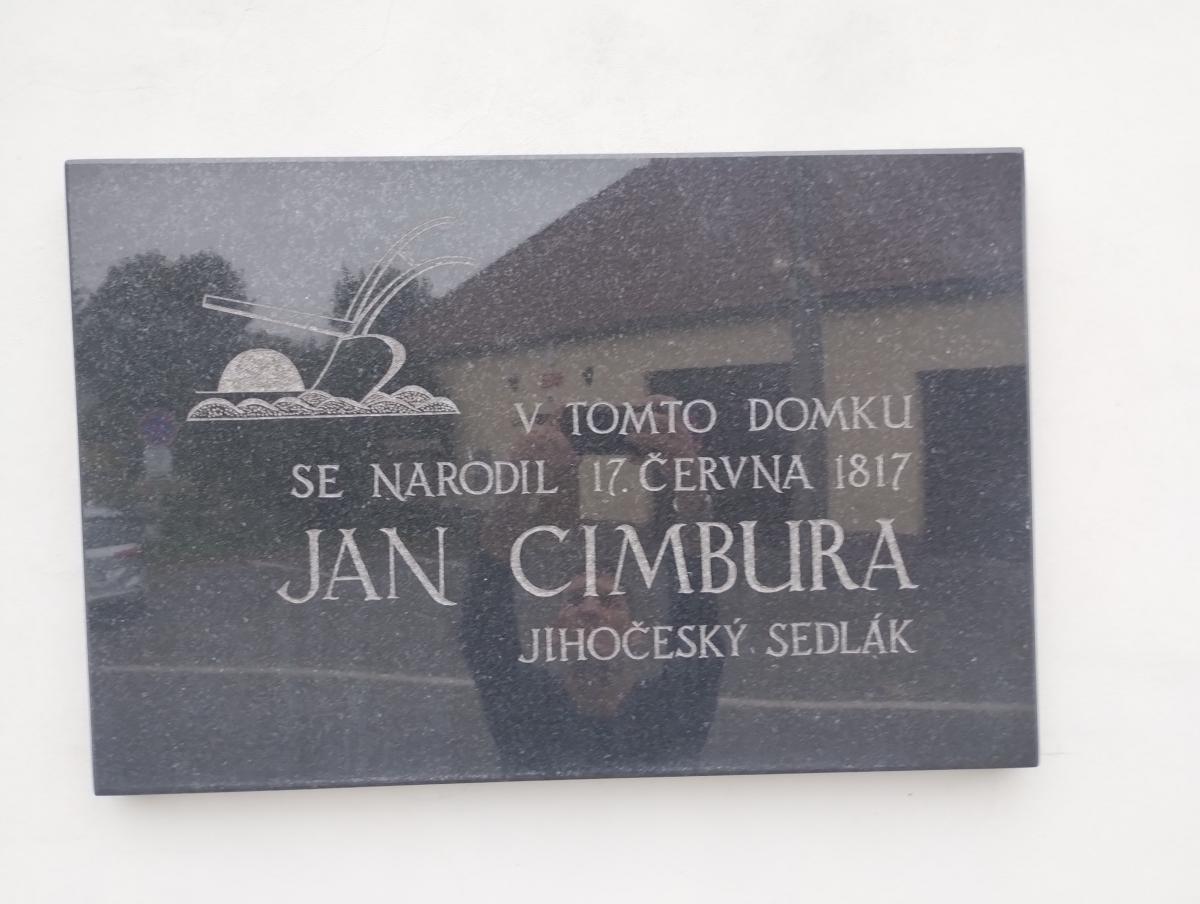 V TOMTO DOMKU
SE NARODIL 17. ČERVNA 1817
JAN CIMBURA
JIHOČESKÝ SEDLÁK